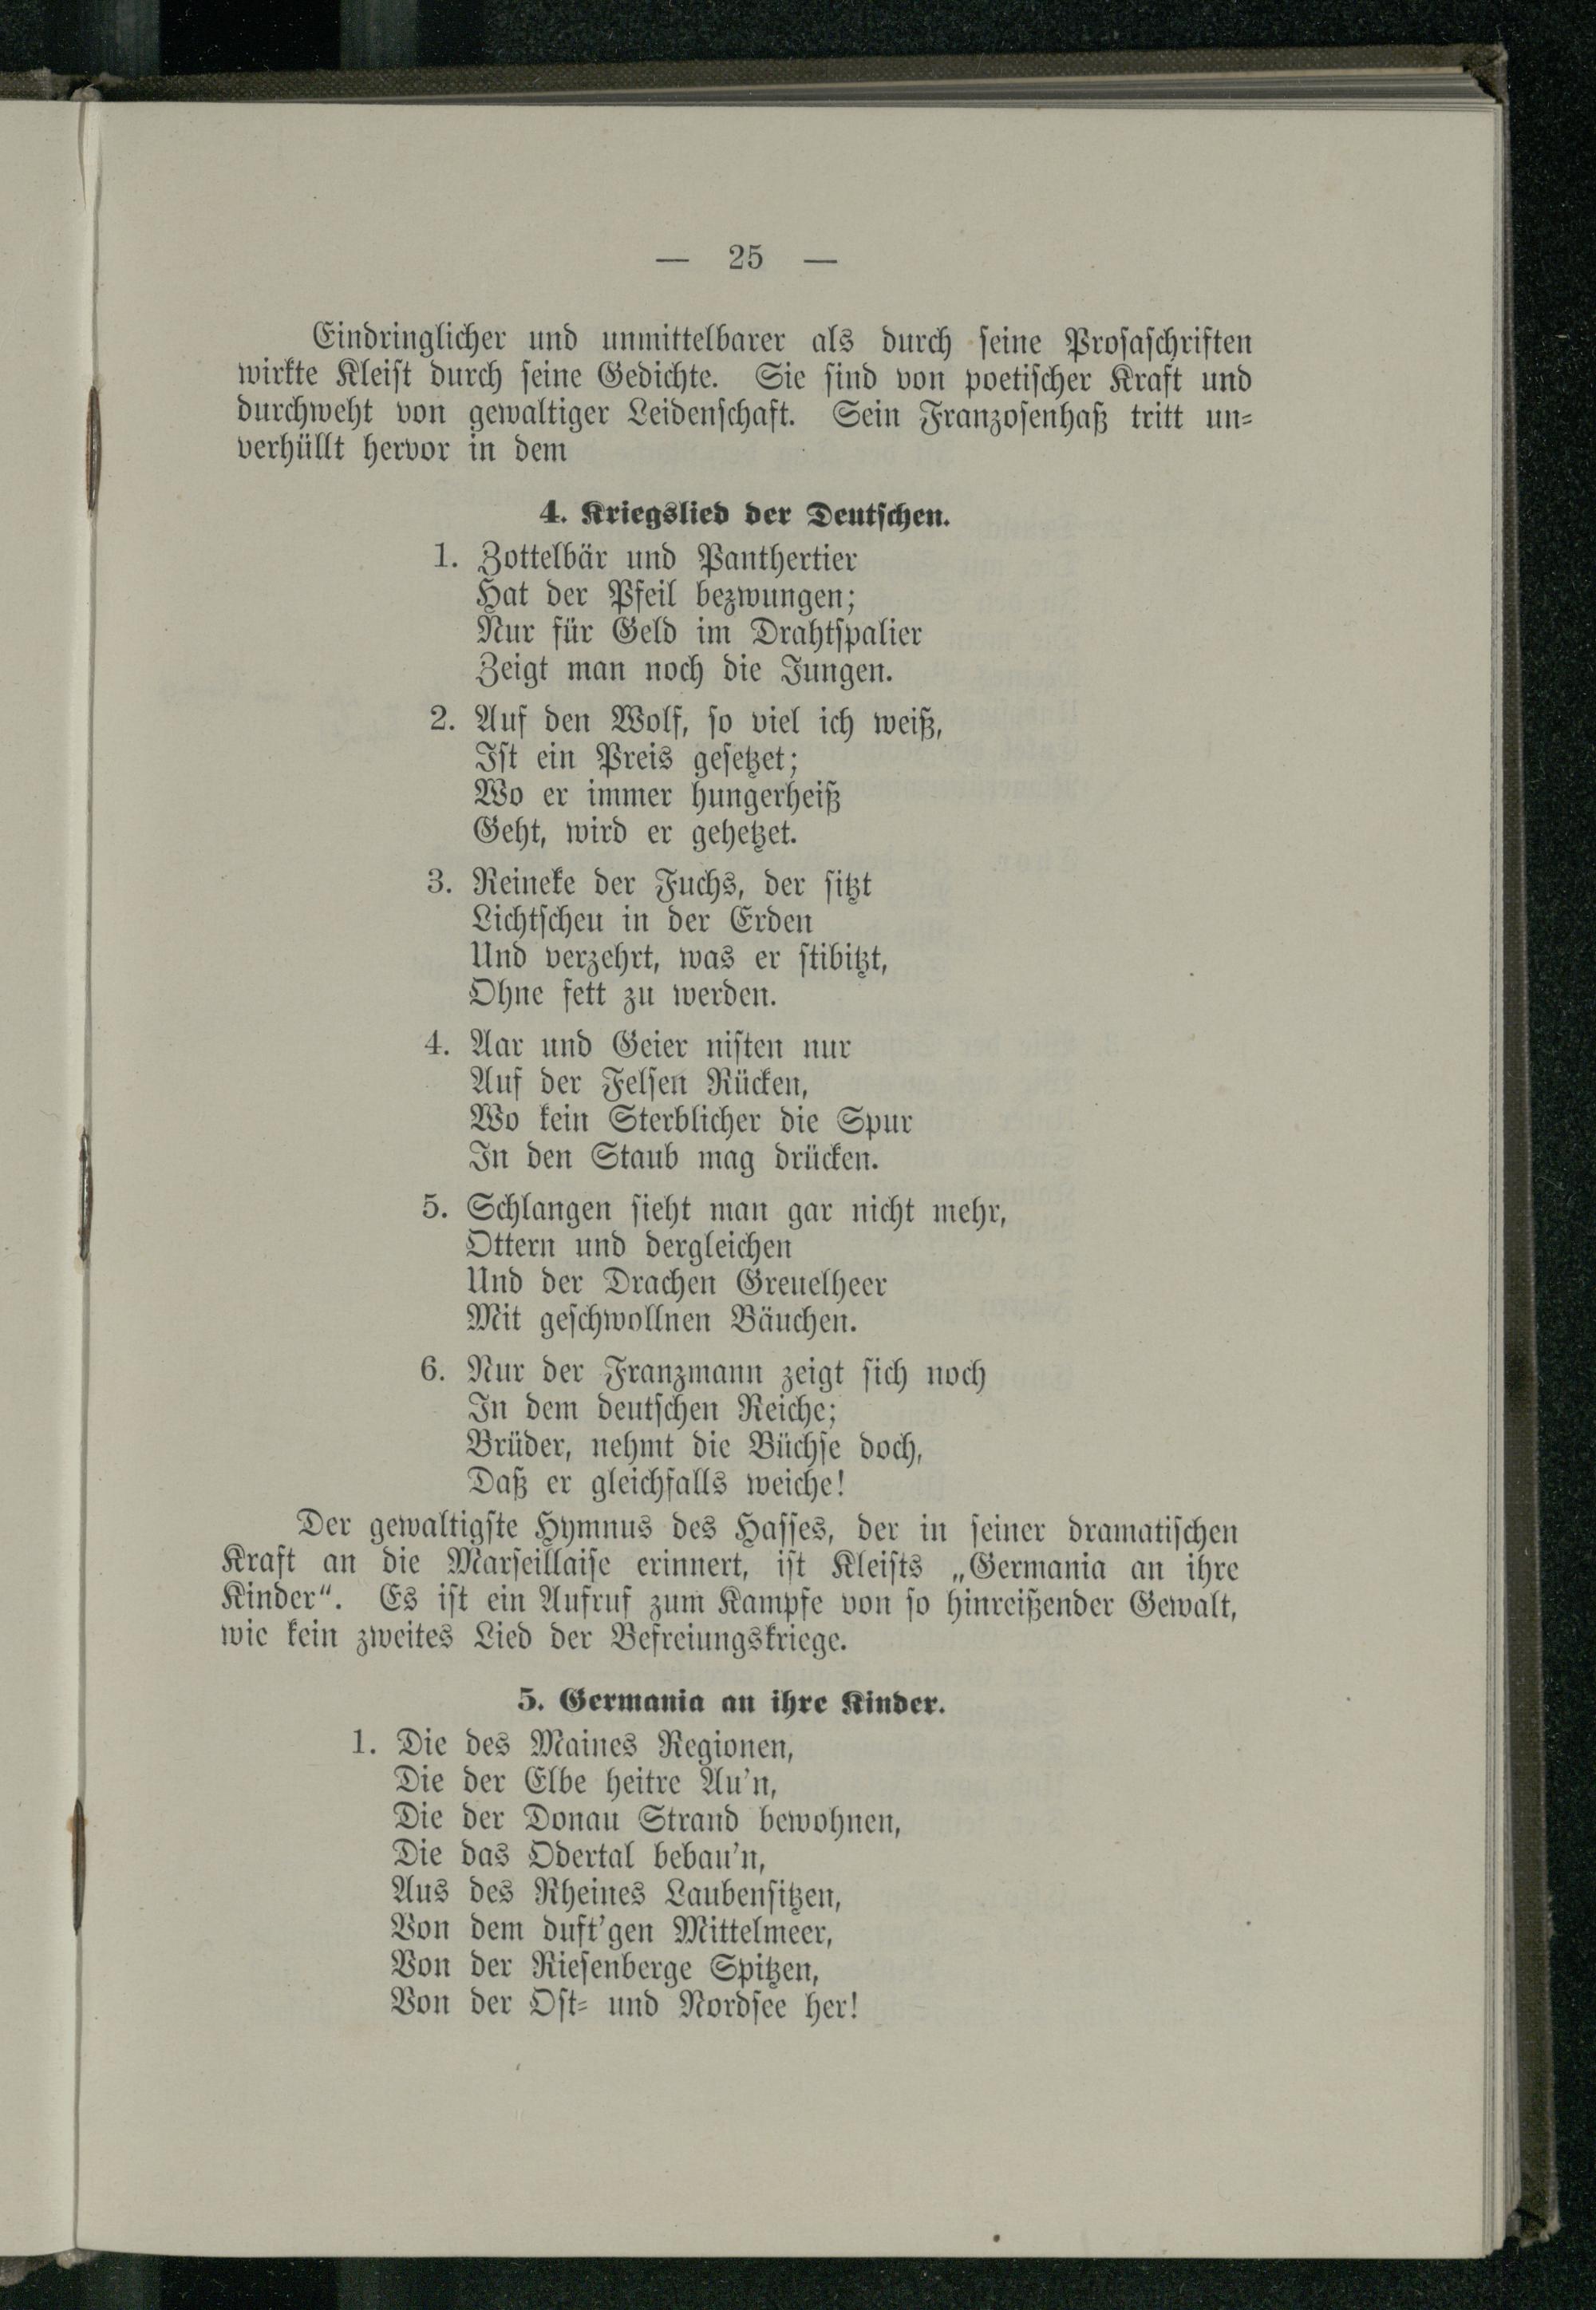 — 25 —
Eindringlicher und unmittelbarer als durch seine Prosaschriften
wirkte Kleist durch seine Gedichte. Sie sind von poetischer Kraft und
durchweht von gewaltiger Leidenschaft. Sein Franzosenhaß tritt un-
verhüllt hervor in dem
4. Kriegslied der Deutschen.
1. Zottelbär und Panthertier
Hat der Pfeil bezwungen;
Nur für Geld im Drahtspalier
Zeigt man noch die Jungen.
2. Auf den Wolf, so viel ich weiß,
Ist ein Preis gesetzet;
Wo er immer hungerheiß
Geht, wird er gehetzet.
3. Reineke der Fuchs, der sitzt
Lichtscheu in der Erden
Und verzehrt, was er stibitzt,
Ohne fett zu werden.
4. Aar und Geier nisten nur
Auf der Felsen Rücken,
Wo kein Sterblicher die Spur
In den Staub mag drücken.
5. Schlangen sieht man gar nicht mehr,
Ottern und dergleichen
Und der Drachen Greuelheer
Mit geschwollnen Bäuchen.
6. Nur der Franzmann zeigt sich noch
In dem deutschen Reiche;
Brüder, nehmt die Büchse doch,
Daß er gleichfalls weiche!
Der gewaltigste Hymnus des Hasses, der in seiner dramatischen
Kraft an die Marseillaise erinnert, ist Kleists „Germania an ihre
Kinder“. Es ist ein Aufruf zum Kampfe von so hinreißender Gewalt,
wie kein zweites Lied der Befreiungskriege.
5. Germania an ihre Kinder.
1. Die des Maines Regionen,
Die der Elbe heitre Au'n,
Die der Donau Strand bewohnen,
Die das Odertal bebau'n,
Aus des Rheines Laubensitzen,
Von dem duft'gen Mittelmeer,
Von der Riesenberge Spitzen,
Von der Ost- und Nordsee her!